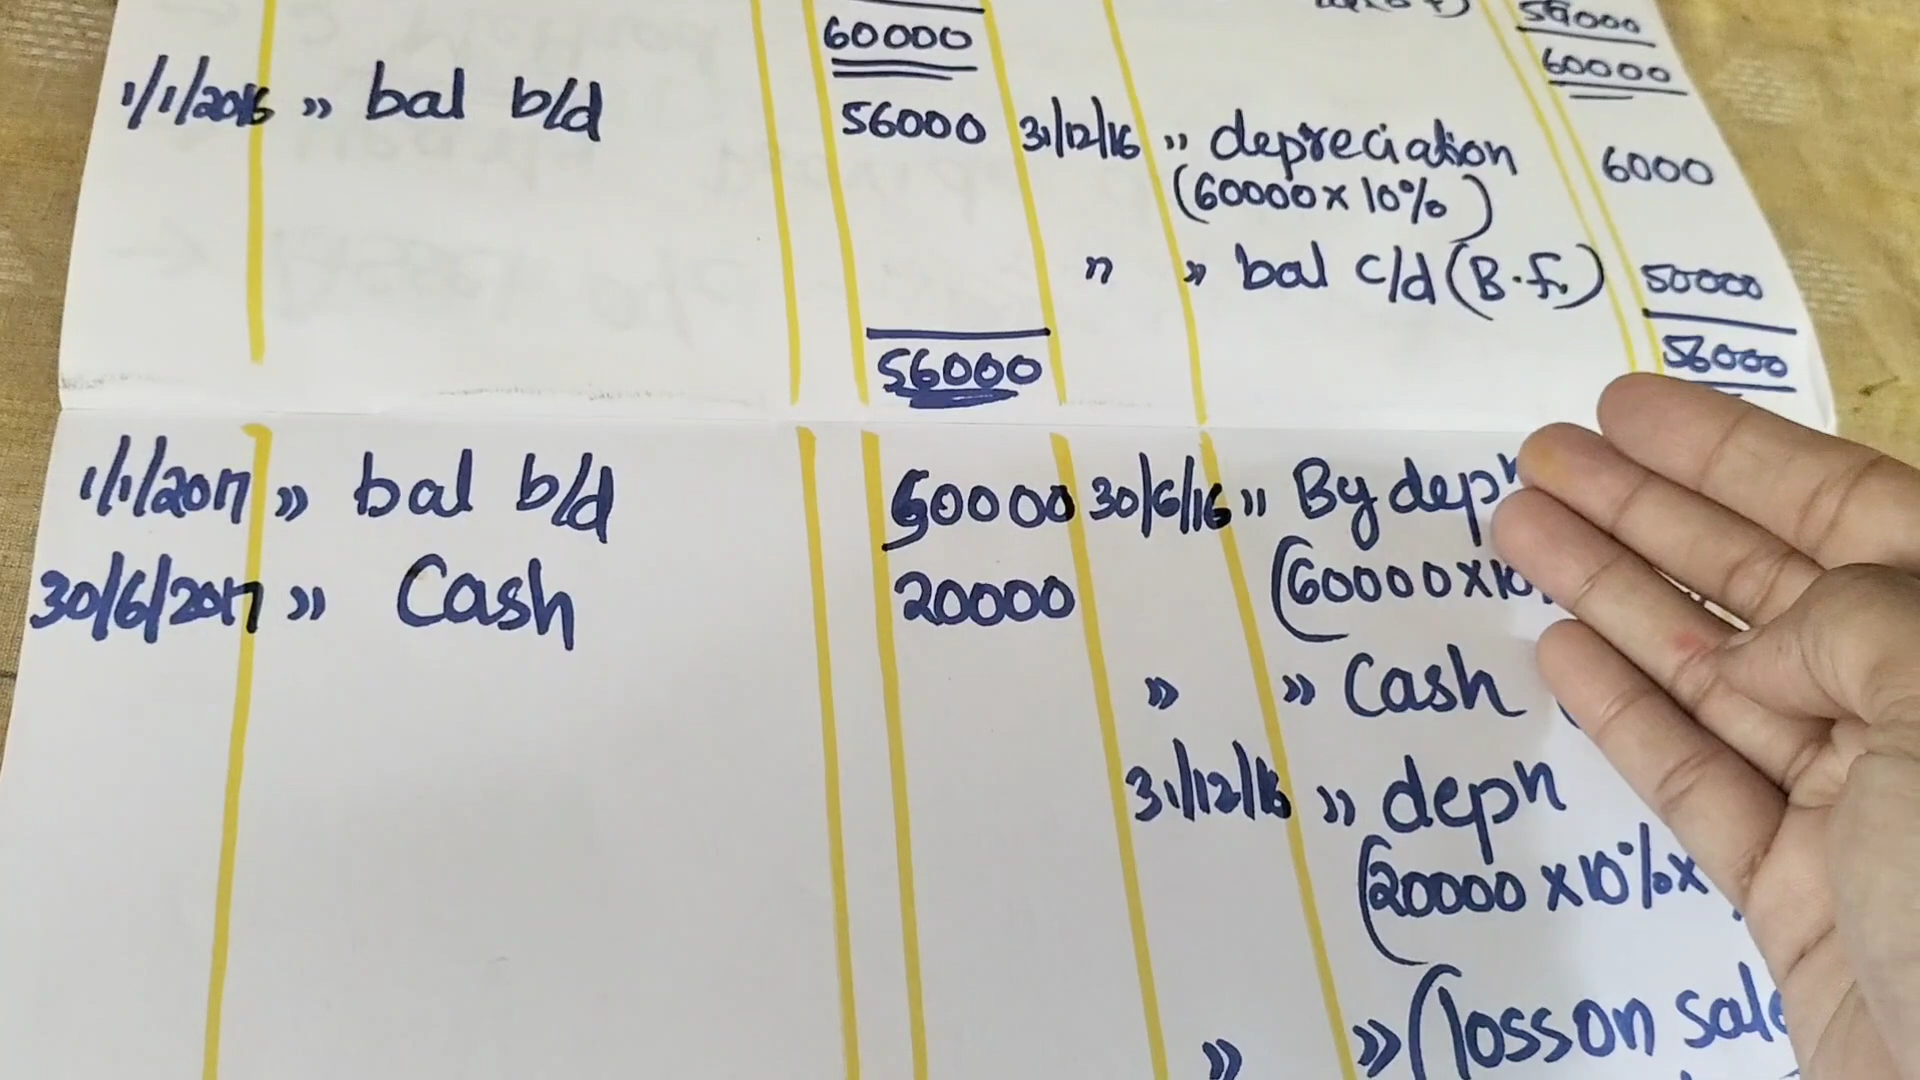 60000
54000
60000
1/1/2016 » bal b/d 56000 31/12/16 » depreciation 6000
(60000 x 10%)
" » bal c/d (B.f.) 50000
56000 56000
1/1/2017 » bal b/d 50000 30/6/16 » By depn
(60000 x 10
30/6/2017 » Cash 20000
» » Cash
31/12/16 » depn
(20000 x 10% x
» » (loss on sale